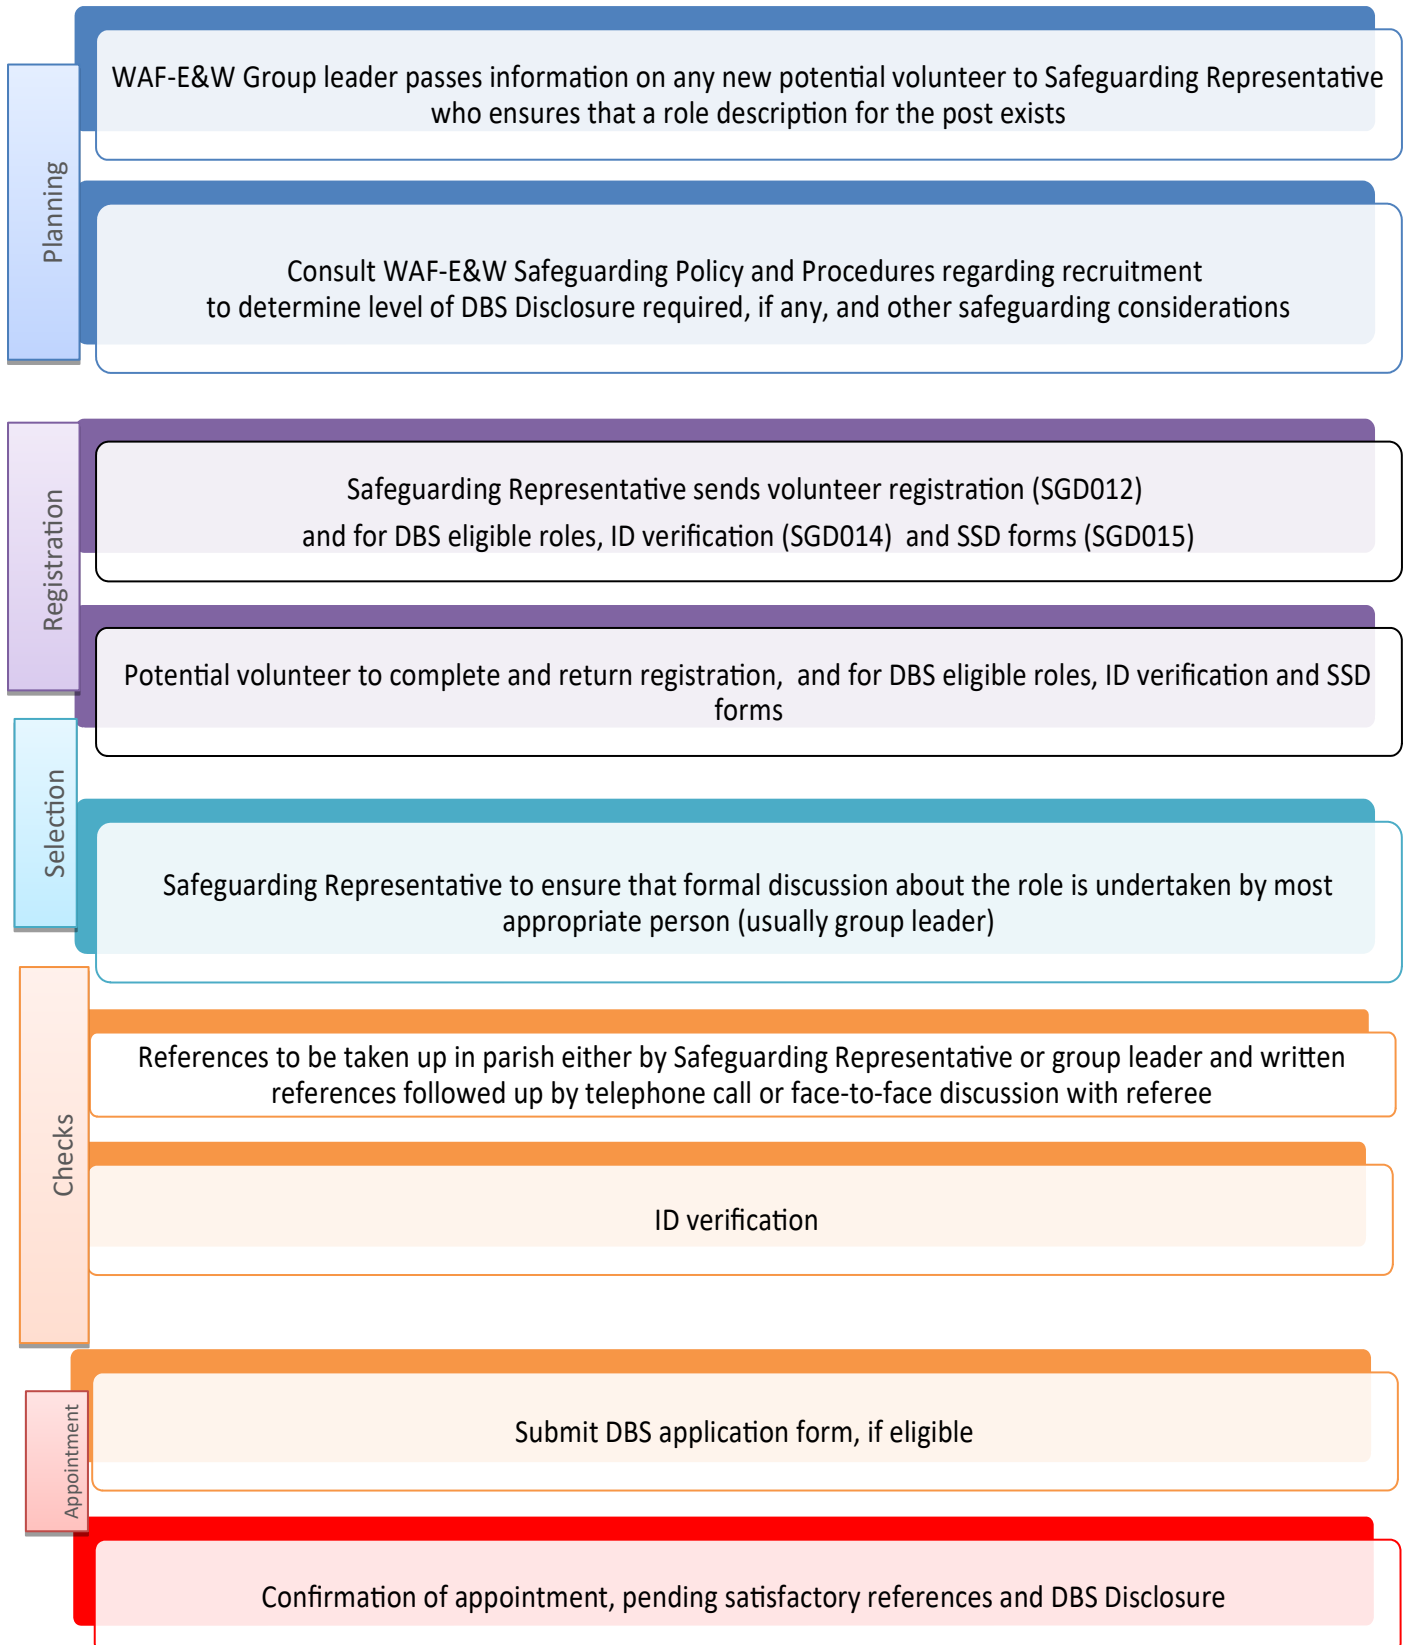 Planning
WAF-E&W Group leader passes information on any new potential volunteer to Safeguarding Representative
who ensures that a role description for the post exists
Consult WAF-E&W Safeguarding Policy and Procedures regarding recruitment
to determine level of DBS Disclosure required, if any, and other safeguarding considerations
Registration
Safeguarding Representative sends volunteer registration (SGD012)
and for DBS eligible roles, ID verification (SGD014) and SSD forms (SGD015)
Potential volunteer to complete and return registration, and for DBS eligible roles, ID verification and SSD
forms
Selection
Safeguarding Representative to ensure that formal discussion about the role is undertaken by most
appropriate person (usually group leader)
Checks
References to be taken up in parish either by Safeguarding Representative or group leader and written
references followed up by telephone call or face-to-face discussion with referee
ID verification
Appointment
Submit DBS application form, if eligible
Confirmation of appointment, pending satisfactory references and DBS Disclosure